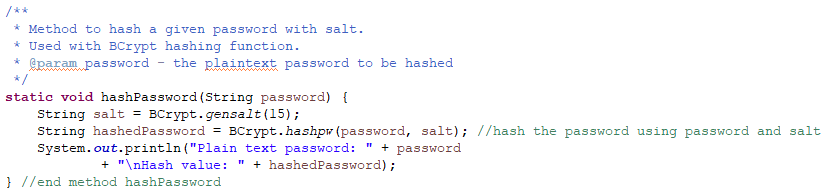 /**
 * Method to hash a given password with salt.
 * Used with BCrypt hashing function.
 * @param password - the plaintext password to be hashed
 */
static void hashPassword(String password) {
    String salt = BCrypt.gensalt(15);
    String hashedPassword = BCrypt.hashpw(password, salt); //hash the password using password and salt
    System.out.println("Plain text password: " + password
            + "\nHash value: " + hashedPassword);
} //end method hashPassword